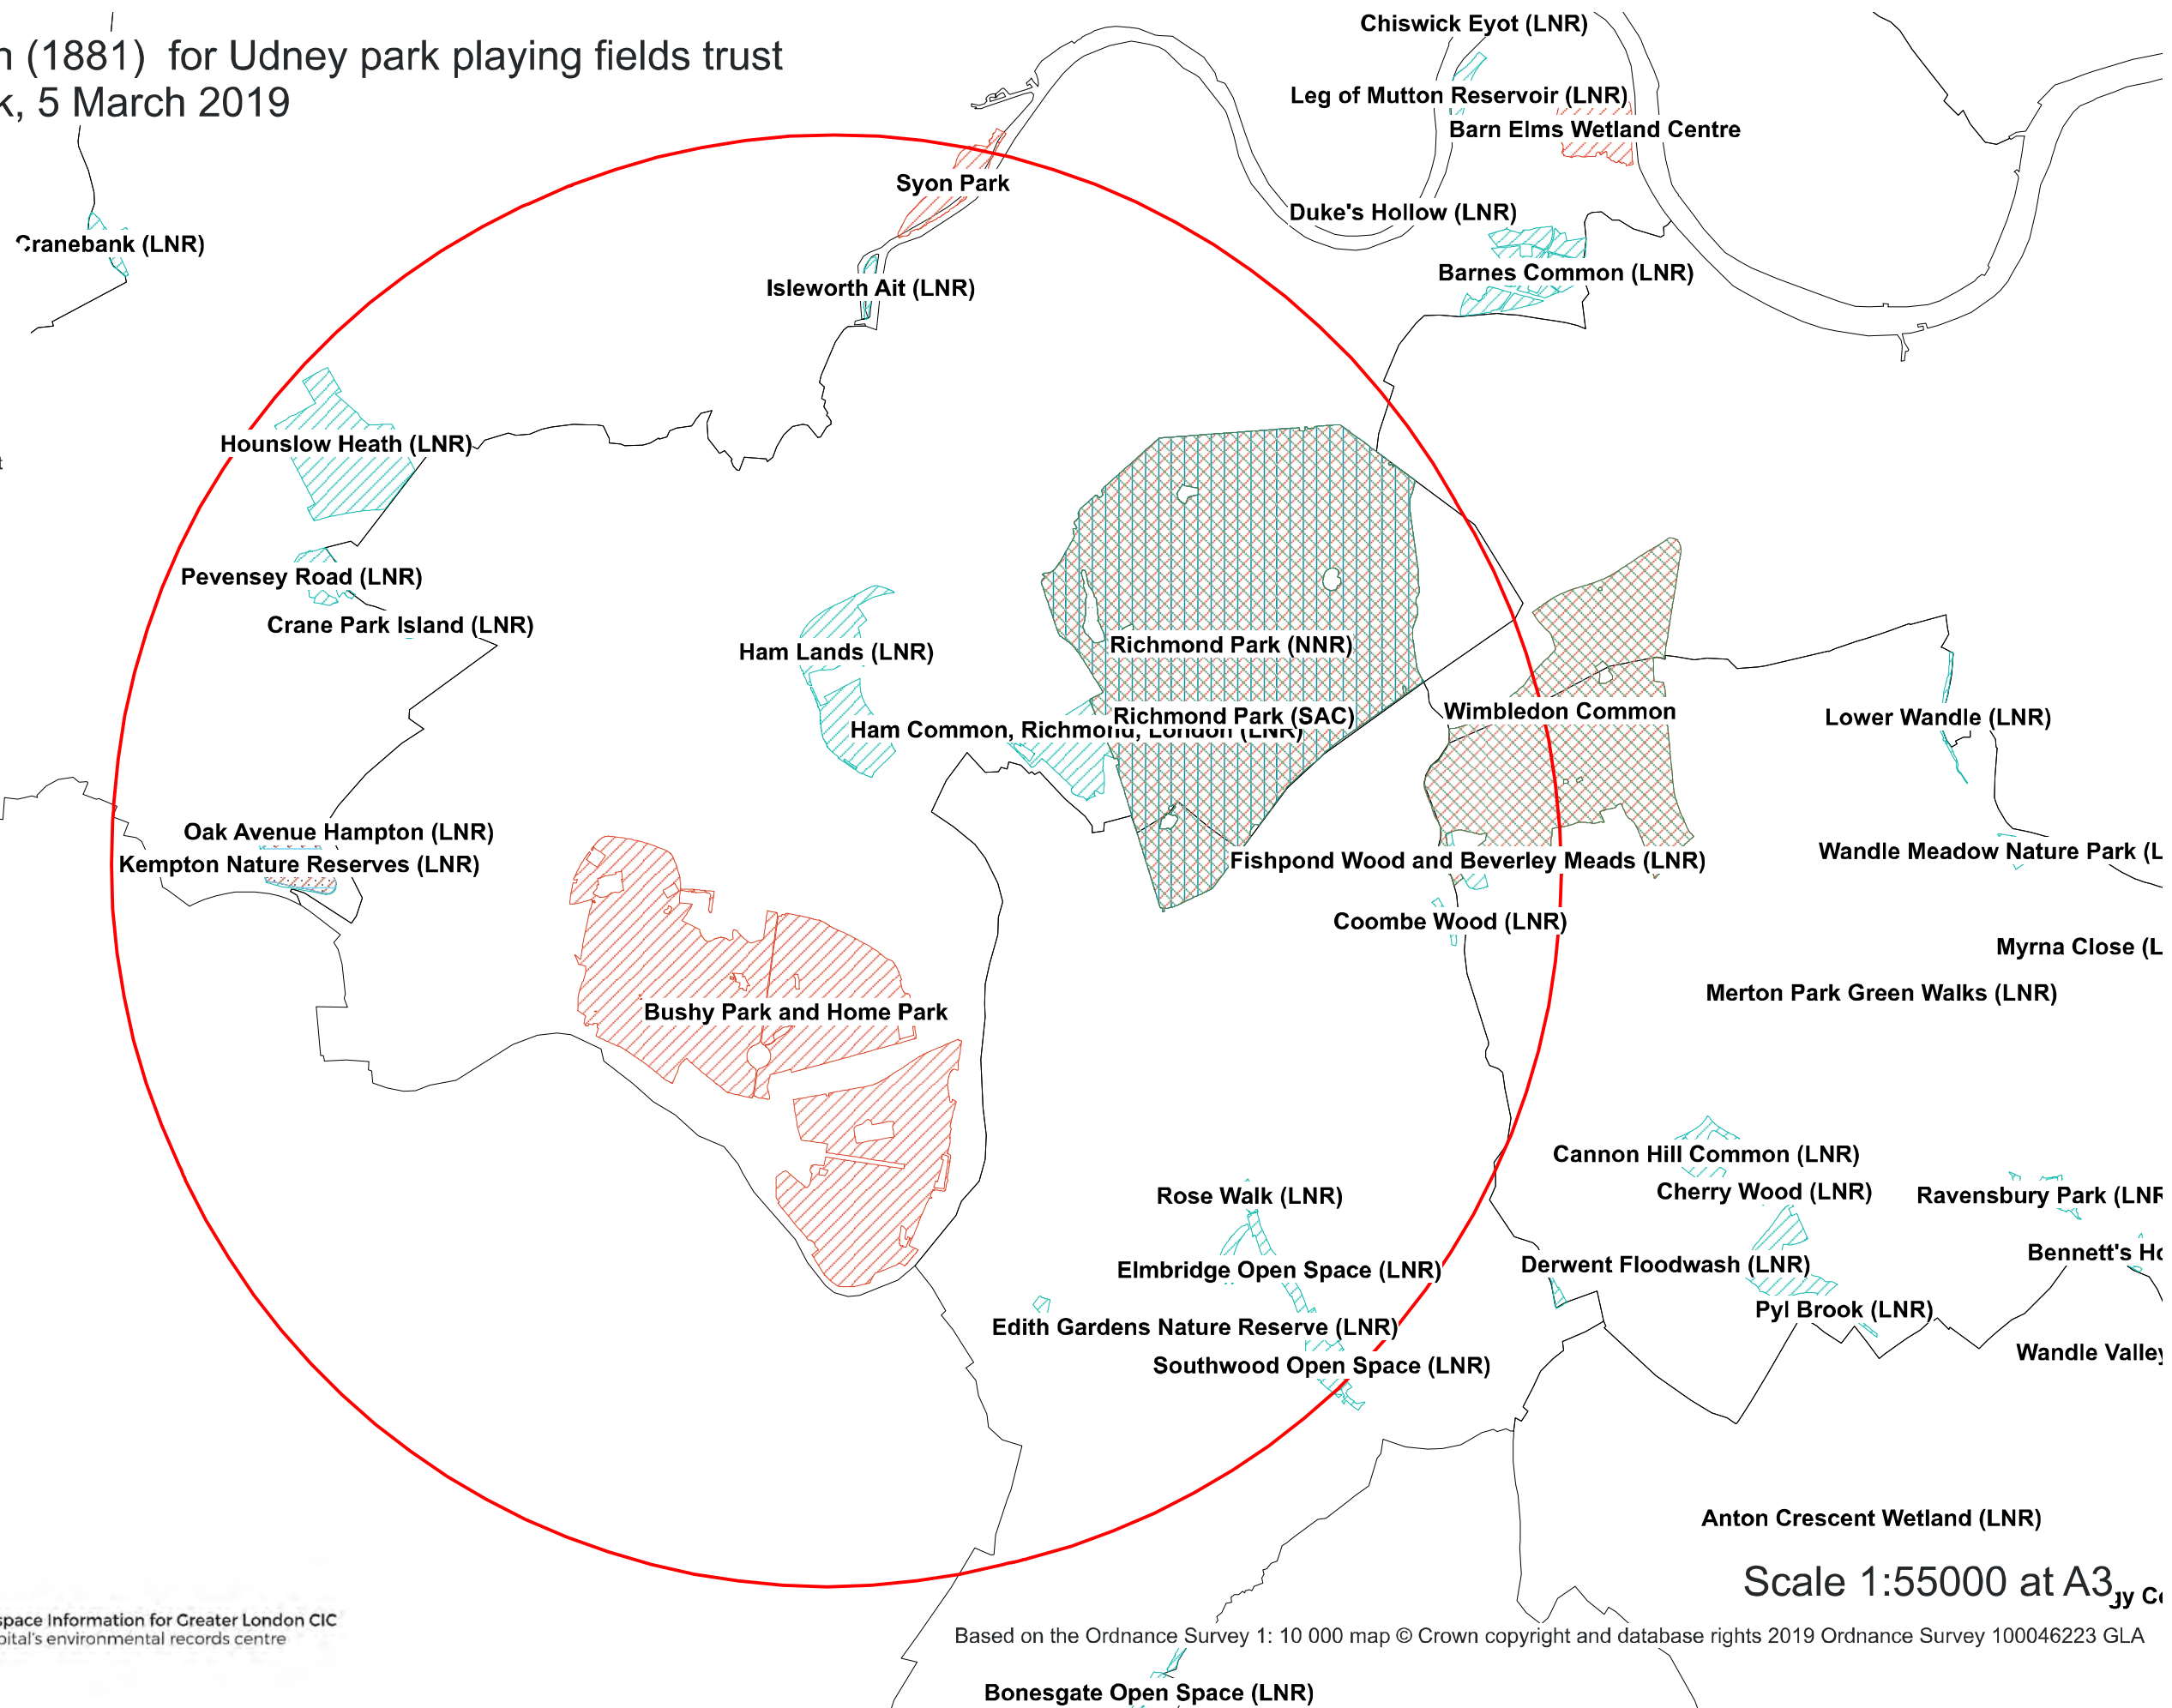 (1881) for Udney park playing fields trust
5 March 2019
Chiswick Eyot (LNR)
Leg of Mutton Reservoir (LNR)
Barn Elms Wetland Centre
Syon Park
Duke's Hollow (LNR)
Cranebank (LNR)
Barnes Common (LNR)
Isleworth Ait (LNR)
Hounslow Heath (LNR)
Pevensey Road (LNR)
Crane Park Island (LNR)
Richmond Park (NNR)
Ham Lands (LNR)
Wimbledon Common
Richmond Park (SAC)
Lower Wandle (LNR)
Ham Common, Richmond, London (LNR)
Oak Avenue Hampton (LNR)
Wandle Meadow Nature Park (L
Fishpond Wood and Beverley Meads (LNR)
Kempton Nature Reserves (LNR)
Coombe Wood (LNR)
Myrna Close (L
Merton Park Green Walks (LNR)
Bushy Park and Home Park
Cannon Hill Common (LNR)
Cherry Wood (LNR)
Rose Walk (LNR)
Ravensbury Park (LNR
Bennett's Ho
Derwent Floodwash (LNR)
Elmbridge Open Space (LNR)
Pyl Brook (LNR)
Edith Gardens Nature Reserve (LNR)
Wandle Valley
Southwood Open Space (LNR)
Anton Crescent Wetland (LNR)
Scale 1:55000 at A3
space Information for Greater London CIC
pital's environmental records centre
Based on the Ordnance Survey 1: 10 000 map © Crown copyright and database rights 2019 Ordnance Survey 100046223 GLA
Bonesgate Open Space (LNR)